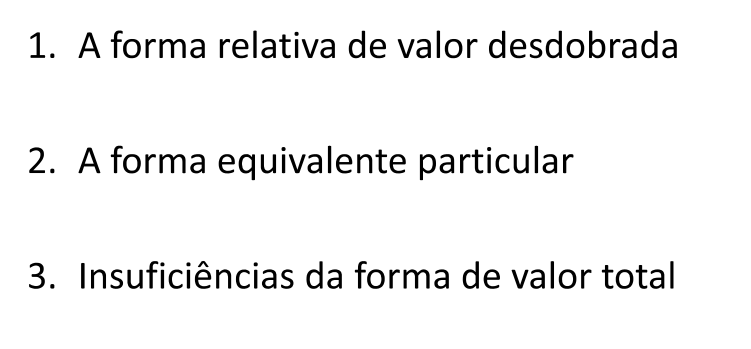 1. A forma relativa de valor desdobrada
2. A forma equivalente particular
3. Insuficiências da forma de valor total